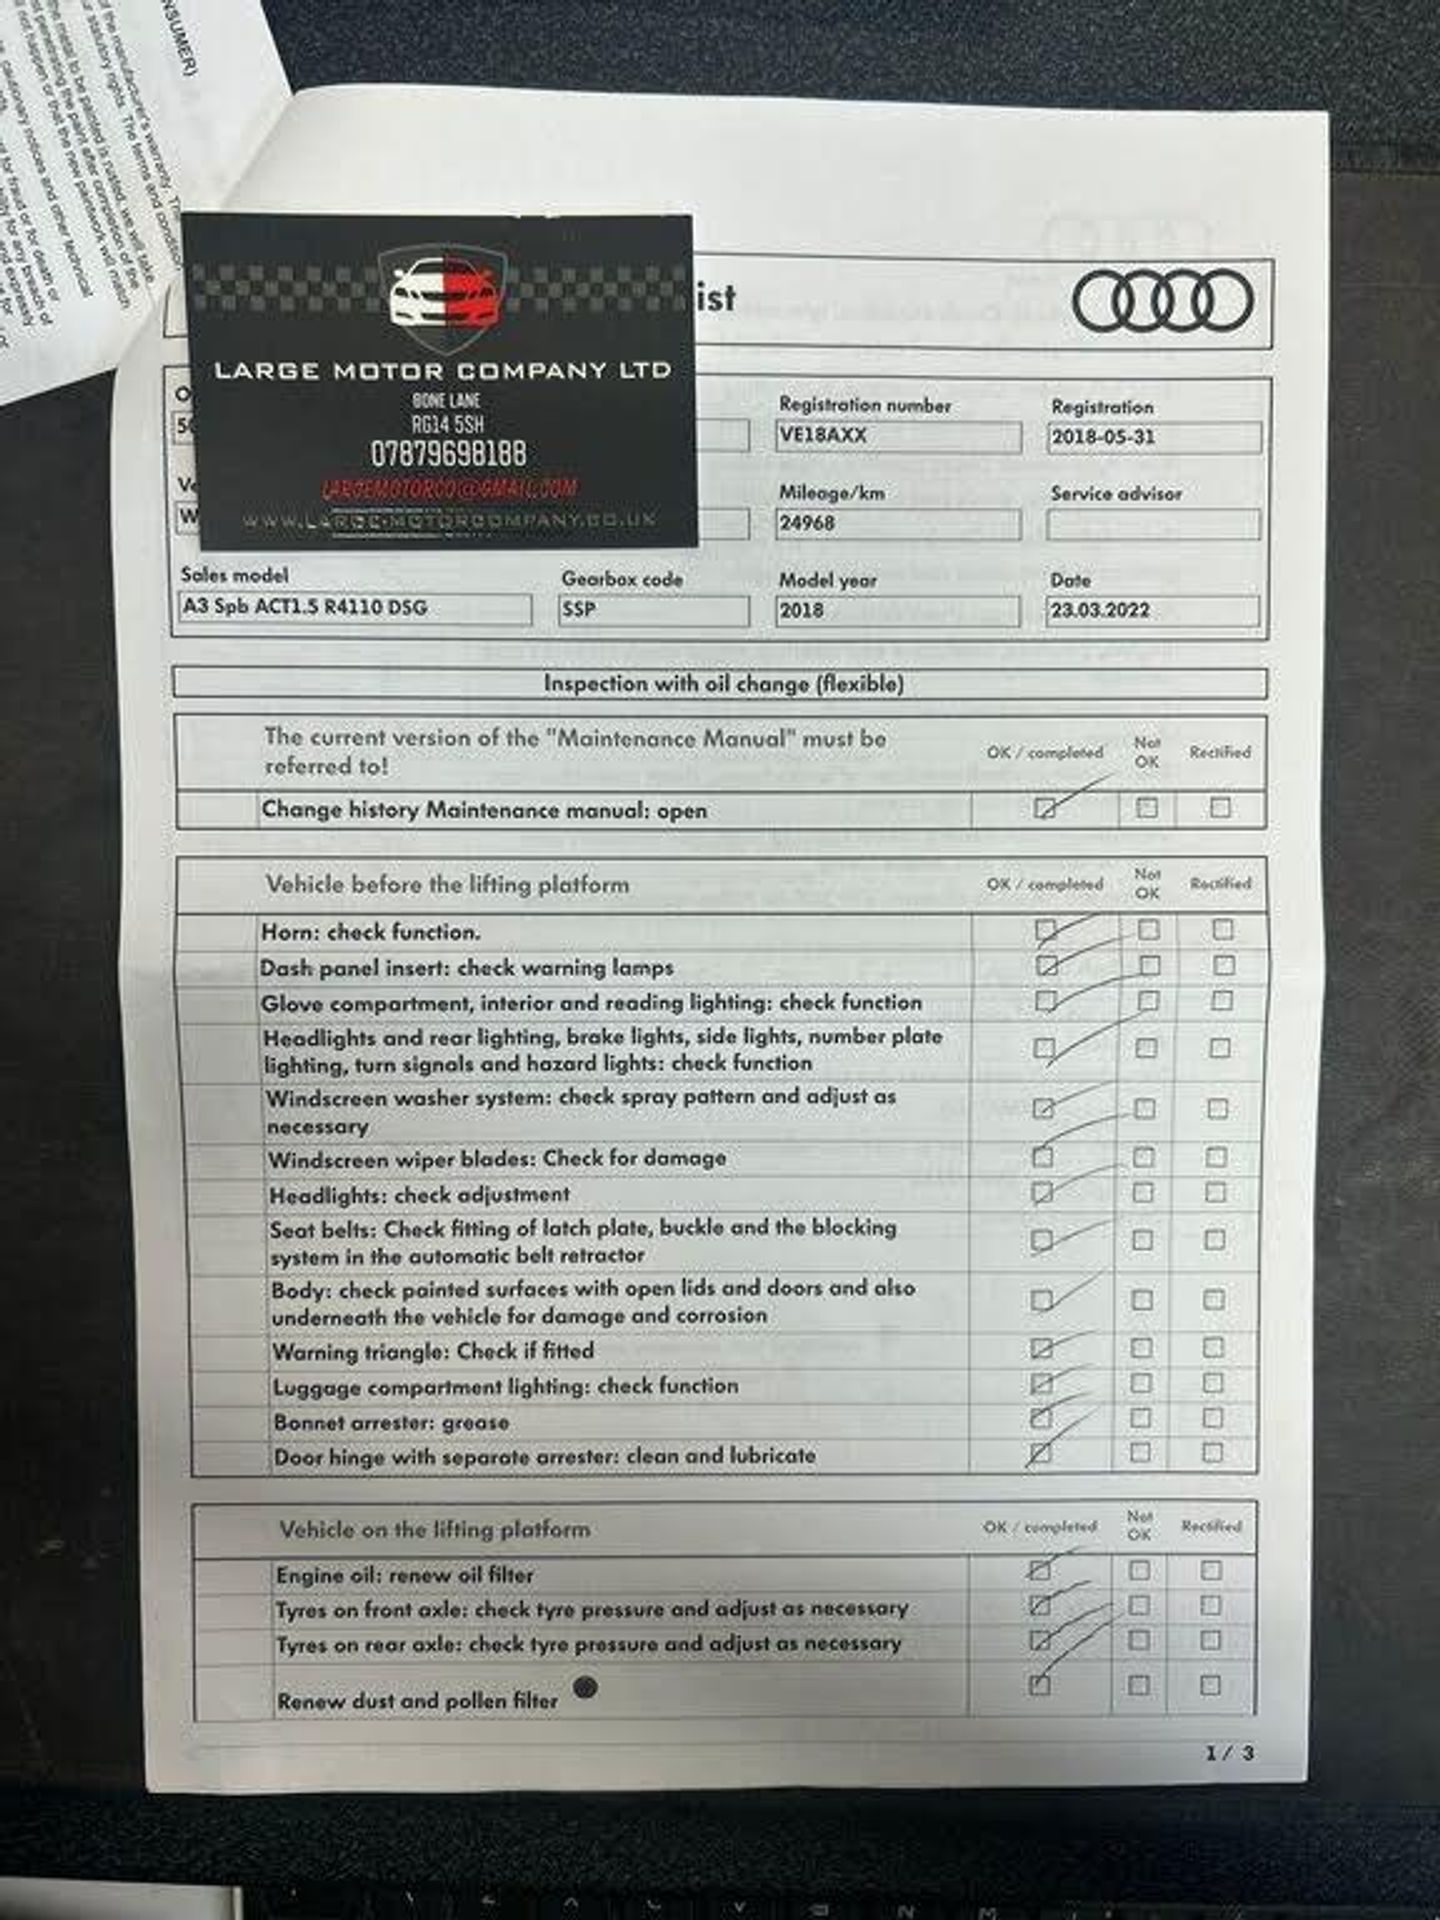 NSUMER)
LARGE MOTOR COMPANY LTD
BONE LANE
RG14 5SH
07879698188
LARGEMOTORCO@GMAIL.COM
WWW.LARGE-MOTORCOMPANY.CO.UK
ist
Registration number
Registration
VE18AXX
2018-05-31
Mileage/km
Service advisor
24968
Sales model
Gearbox code
Model year
Date
A3 Spb ACT1.5 R4110 D5G
SSP
2018
23.03.2022
Inspection with oil change (flexible)
The current version of the "Maintenance Manual" must be
referred to!
OK / completed
Not
OK
Rectified
Change history Maintenance manual: open
Vehicle before the lifting platform
OK / completed
Not
OK
Rectified
Horn: check function.
Dash panel insert: check warning lamps
Glove compartment, interior and reading lighting: check function
Headlights and rear lighting, brake lights, side lights, number plate
lighting, turn signals and hazard lights: check function
Windscreen washer system: check spray pattern and adjust as
necessary
Windscreen wiper blades: Check for damage
Headlights: check adjustment
Seat belts: Check fitting of latch plate, buckle and the blocking
system in the automatic belt retractor
Body: check painted surfaces with open lids and doors and also
underneath the vehicle for damage and corrosion
Warning triangle: Check if fitted
Luggage compartment lighting: check function
Bonnet arrester: grease
Door hinge with separate arrester: clean and lubricate
Vehicle on the lifting platform
OK / completed
Not
OK
Rectified
Engine oil: renew oil filter
Tyres on front axle: check tyre pressure and adjust as necessary
Tyres on rear axle: check tyre pressure and adjust as necessary
Renew dust and pollen filter
1 / 3